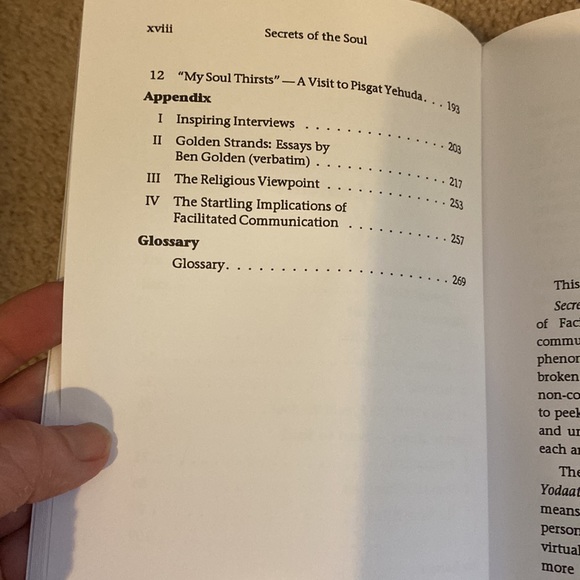 xviii Secrets of the Soul
12 "My Soul Thirsts" — A Visit to Pisgat Yehuda. . . 193
Appendix
I Inspiring Interviews . . . . . . . . . . . . . . . . 203
II Golden Strands: Essays by
Ben Golden (verbatim) . . . . . . . . . . . . . . . 217
III The Religious Viewpoint . . . . . . . . . . . . . . 253
IV The Startling Implications of
Facilitated Communication . . . . . . . . . . . . 257
Glossary
Glossary. . . . . . . . . . . . . . . . . . . . . . . 269
This
Secre
of Fac
commu
phenor
broken
non-co
to peek
and un
each a
The
Yodaat
means
person
virtual
more